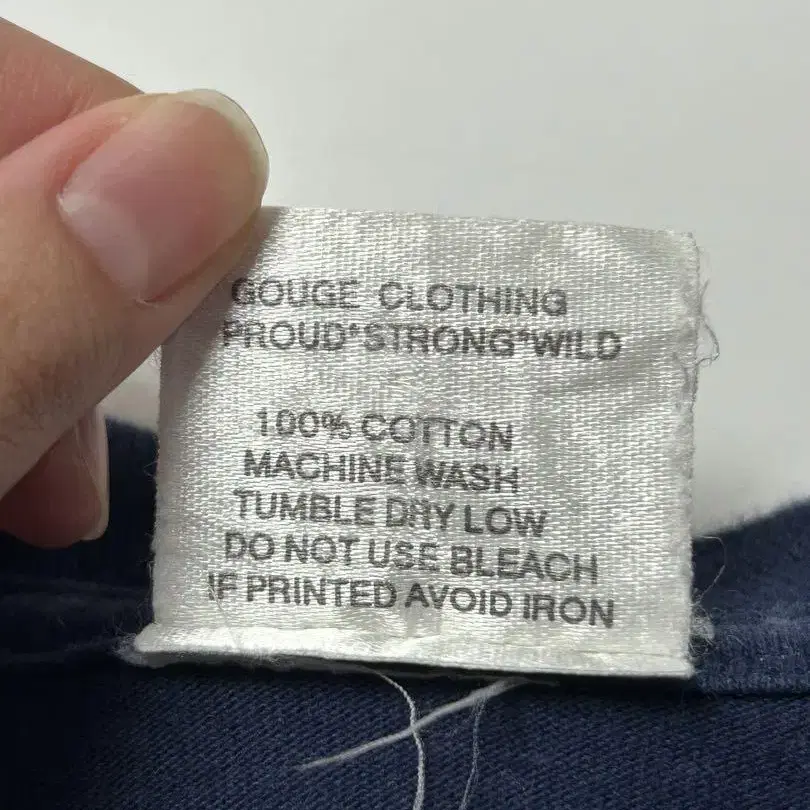 GOUGE CLOTHING
PROUD*STRONG*WILD
100% COTTON
MACHINE WASH
TUMBLE DRY LOW
DO NOT USE BLEACH
IF PRINTED AVOID IRON